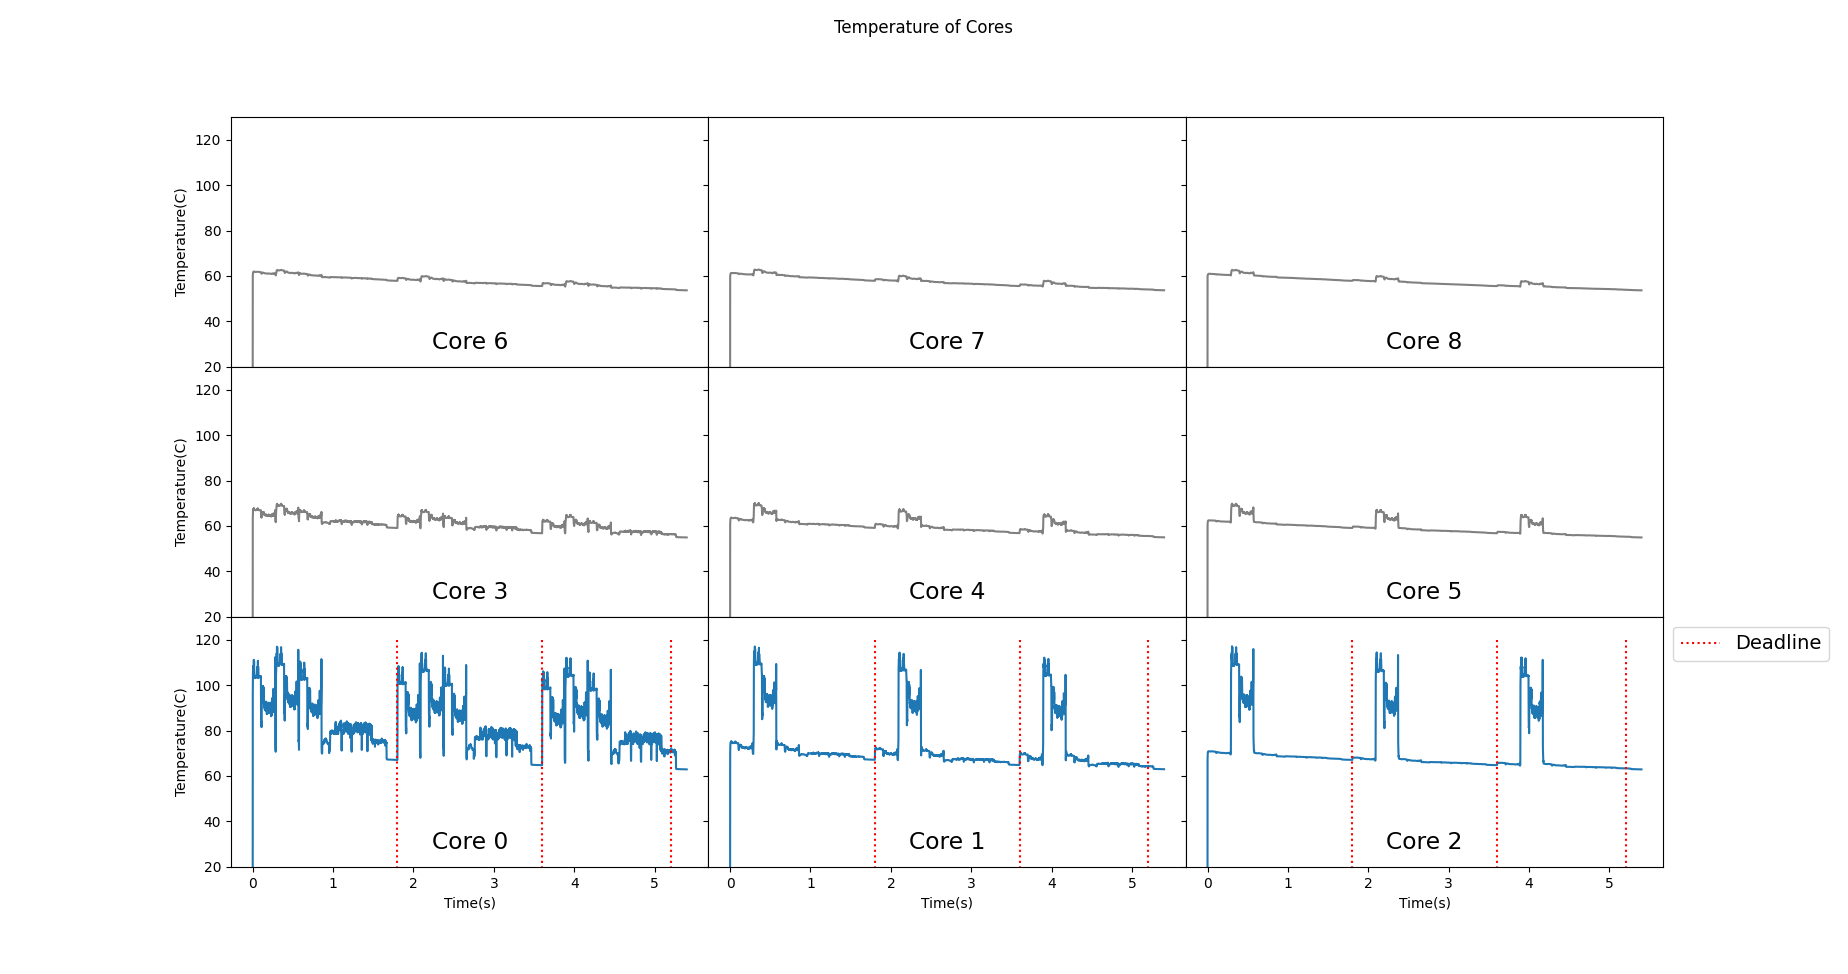 Temperature of Cores
Temperature(C)
120
100
80
60
40
20
Core 6
Core 7
Core 8
Temperature(C)
120
100
80
60
40
20
Core 3
Core 4
Core 5
Temperature(C)
120
100
80
60
40
20
Core 0
Core 1
Core 2
Deadline
0 1 2 3 4 5
0 1 2 3 4 5
0 1 2 3 4 5
Time(s)
Time(s)
Time(s)